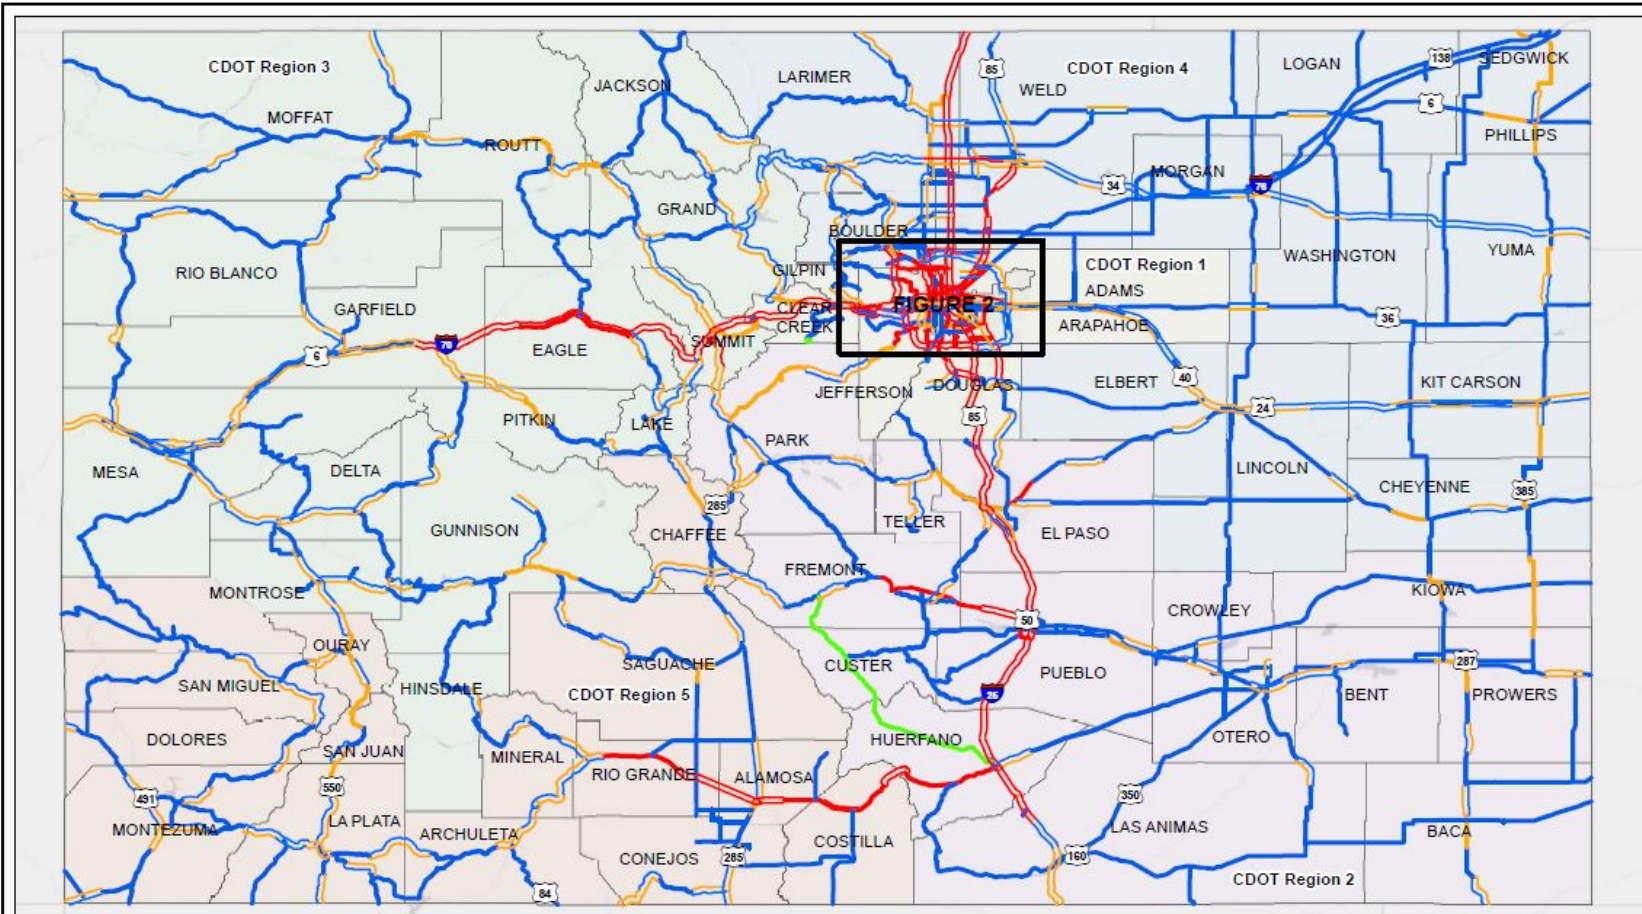 CDOT Region 3
JACKSON
LARIMER
85
CDOT Region 4
WELD
LOGAN
138
SEDGWICK
6
MOFFAT
ROUTT
PHILLIPS
MORGAN
34
76
GRAND
BOULDER
WASHINGTON
YUMA
RIO BLANCO
GILPIN
CDOT Region 1
ADAMS
GARFIELD
CLEAR
CREEK
FIGURE 2
ARAPAHOE
36
6
70
EAGLE
SUMMIT
JEFFERSON
DOUGLAS
ELBERT
40
KIT CARSON
24
85
PITKIN
LAKE
PARK
COLORADO
MESA
DELTA
LINCOLN
CHEYENNE
385
285
GUNNISON
CHAFFEE
TELLER
EL PASO
FREMONT
MONTROSE
KIOWA
CROWLEY
50
OURAY
SAGUACHE
CUSTER
PUEBLO
287
SAN MIGUEL
HINSDALE
CDOT Region 5
25
BENT
PROWERS
DOLORES
SAN JUAN
MINERAL
HUERFANO
OTERO
RIO GRANDE
ALAMOSA
550
491
350
MONTEZUMA
LA PLATA
ARCHULETA
COSTILLA
LAS ANIMAS
BACA
CONEJOS
285
160
84
CDOT Region 2